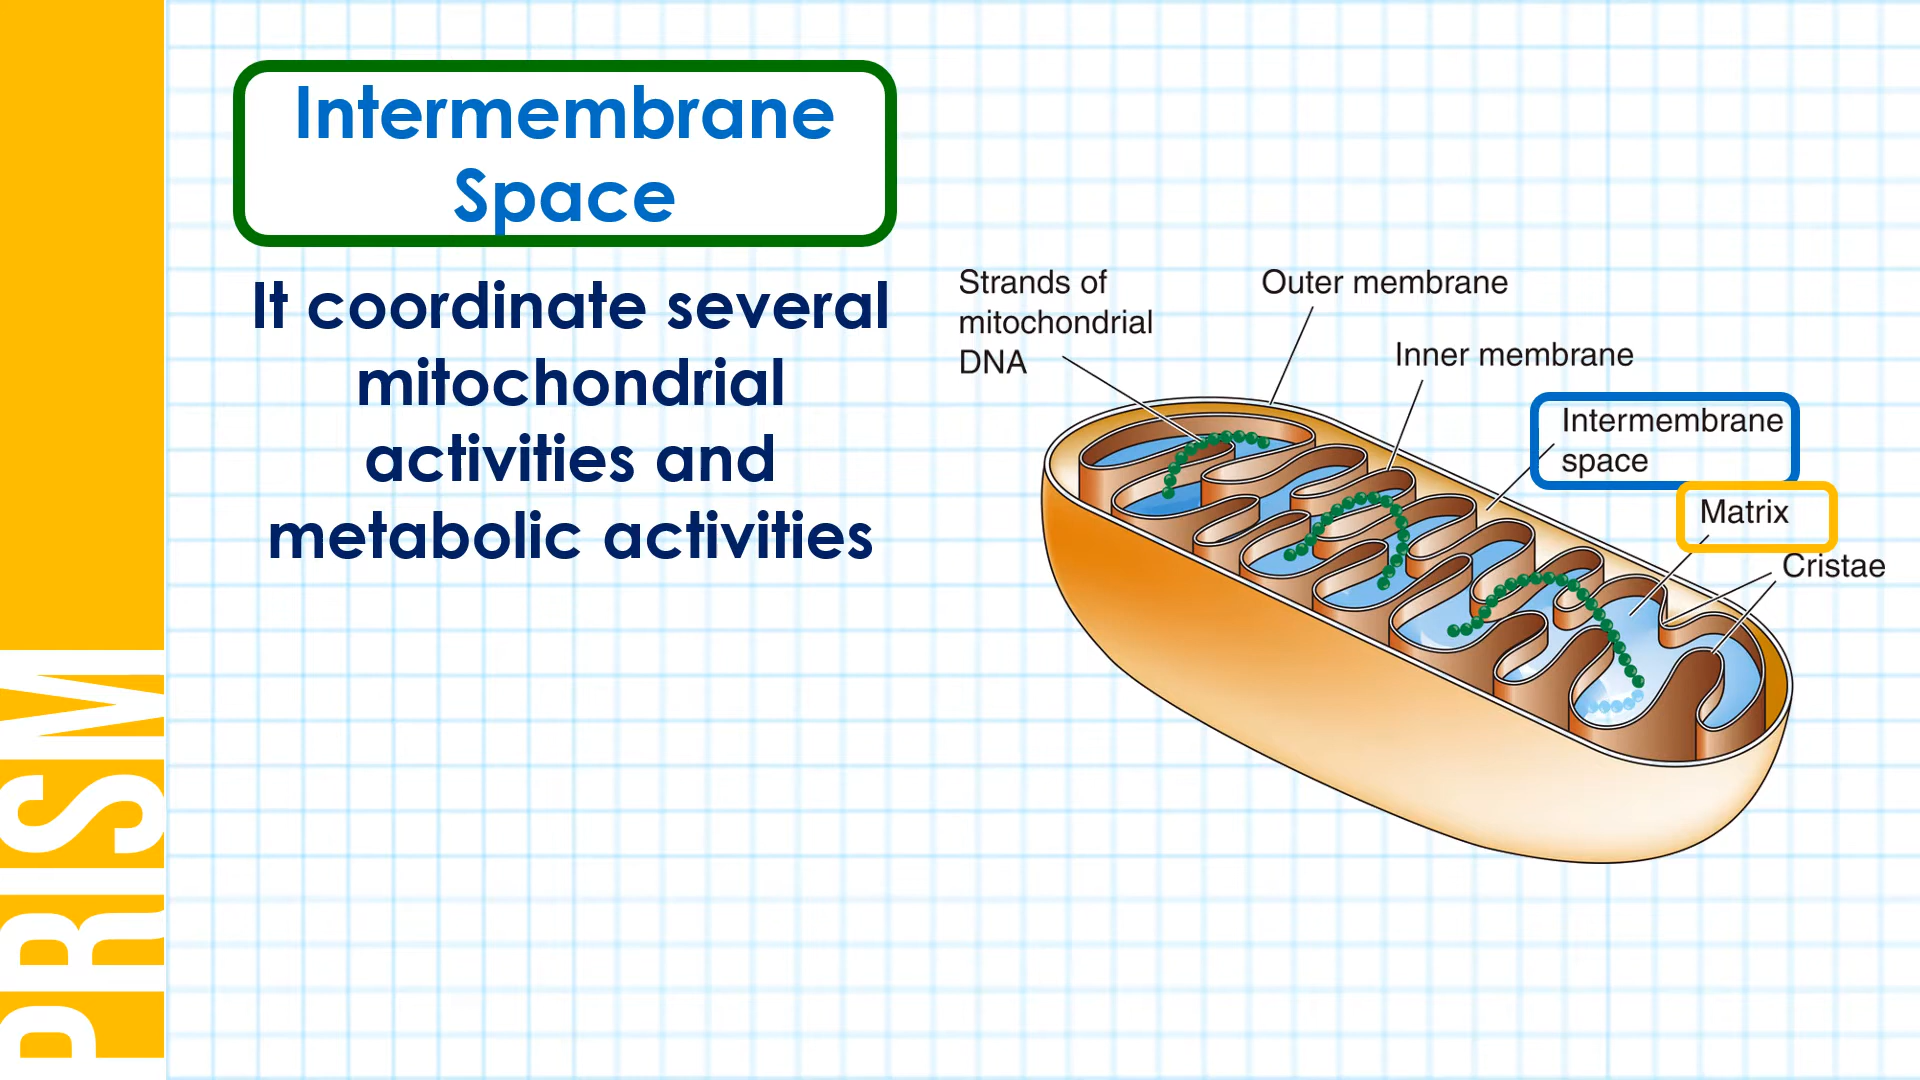 Intermembrane
Space
It coordinate several
mitochondrial
activities and
metabolic activities
Strands of
mitochondrial
DNA
Outer membrane
Inner membrane
Intermembrane
space
Matrix
Cristae
PRISM